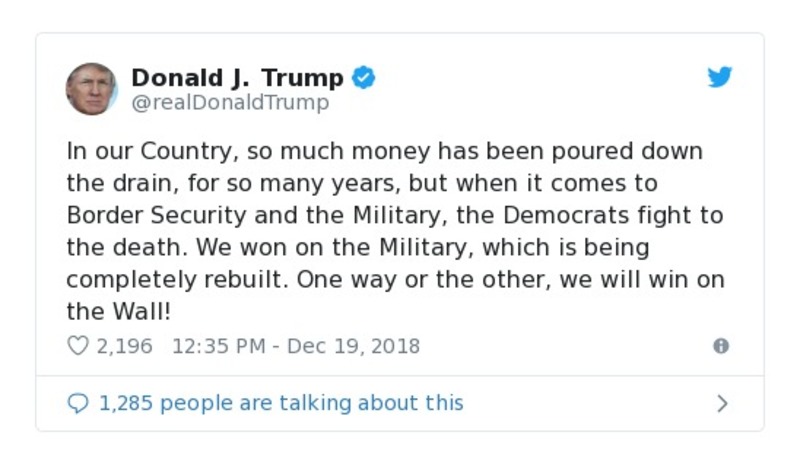 Donald J. Trump
@realDonaldTrump
In our Country, so much money has been poured down
the drain, for so many years, but when it comes to
Border Security and the Military, the Democrats fight to
the death. We won on the Military, which is being
completely rebuilt. One way or the other, we will win on
the Wall!
2,196 12:35 PM - Dec 19, 2018
1,285 people are talking about this